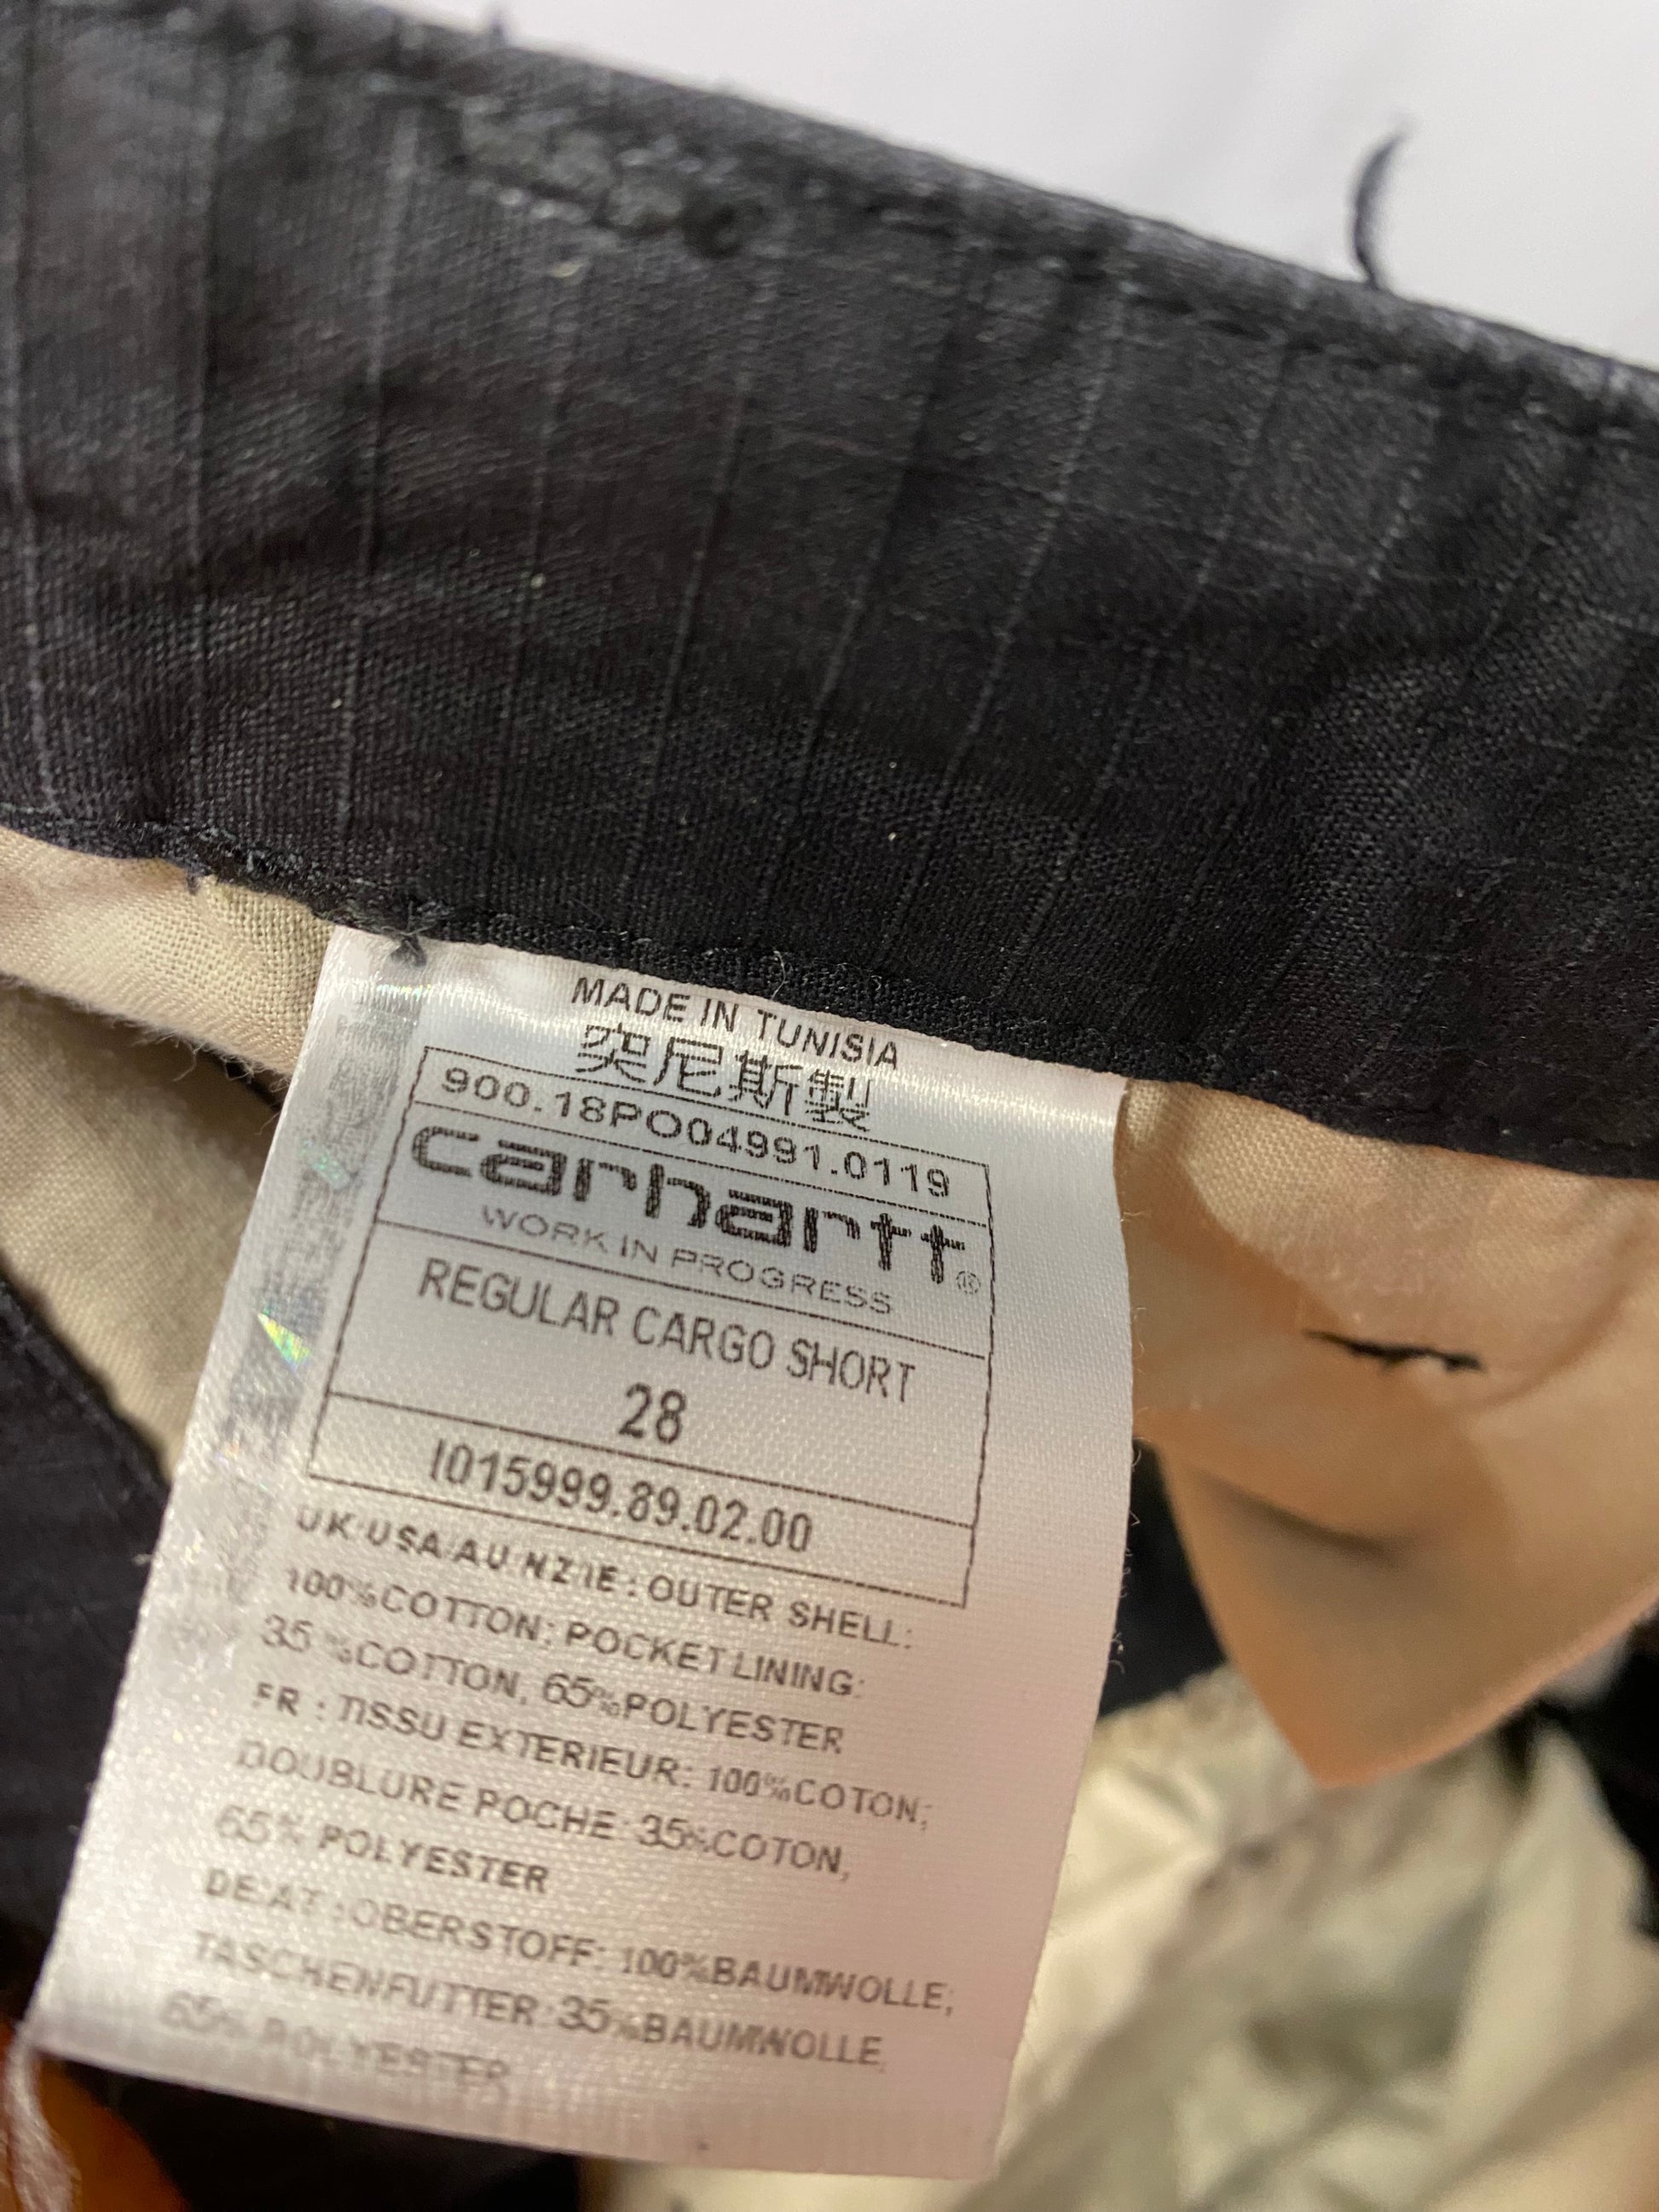 MADE IN TUNISIA
突尼斯製
900.18PO04991.0119
carhartt®
WORK IN PROGRESS
REGULAR CARGO SHORT
28
I015999.89.02.00
UK USA AU NZ IE : OUTER SHELL:
100%COTTON; POCKET LINING:
35 %COTTON, 65%POLYESTER
FR : TISSU EXTERIEUR: 100%COTON;
DOUBLURE POCHE: 35%COTON,
65% POLYESTER
DE AT : OBERSTOFF: 100%BAUMWOLLE;
TASCHENFUTTER: 35%BAUMWOLLE,
65% POLYESTER